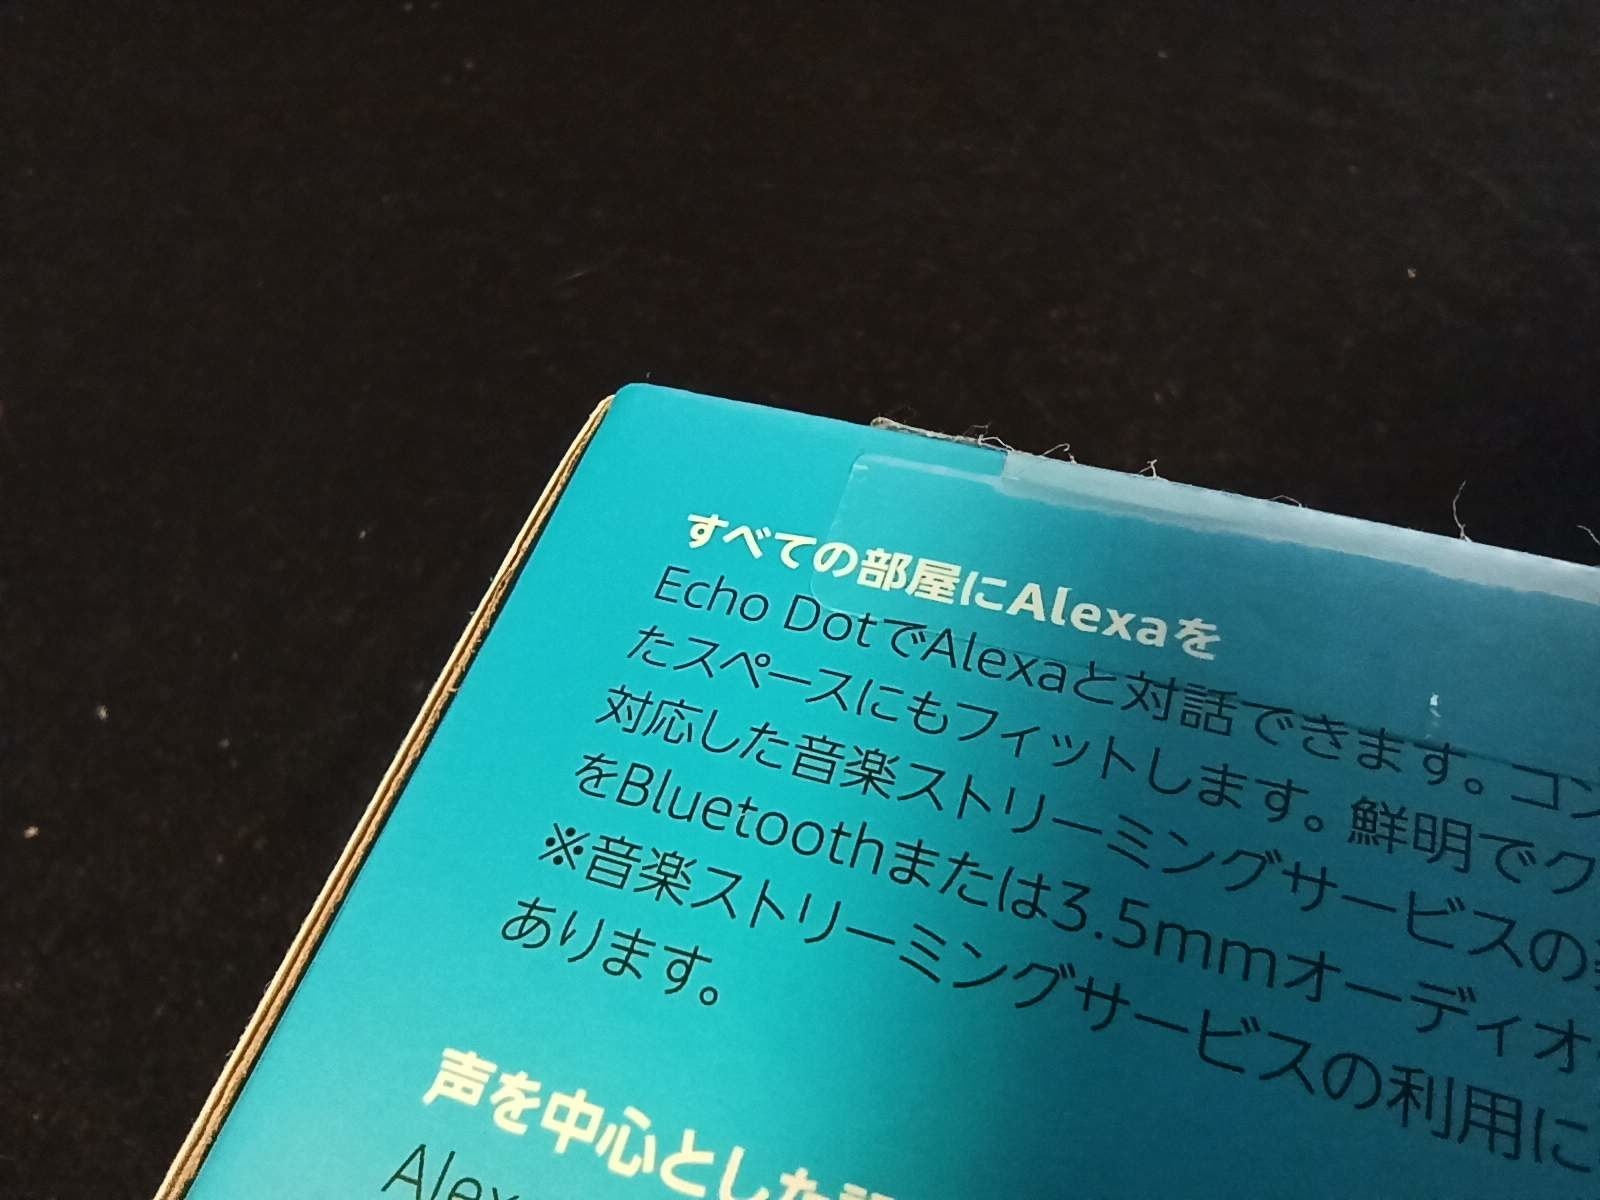 すべての部屋にAlexaを
Echo DotでAlexaと対話できます。コン
たスペースにもフィットします。鮮明でク
対応した音楽ストリーミングサービスの
をBluetoothまたは3.5mmオーディオ
※音楽ストリーミングサービスの利用に
あります。
声を中心とした
Alex